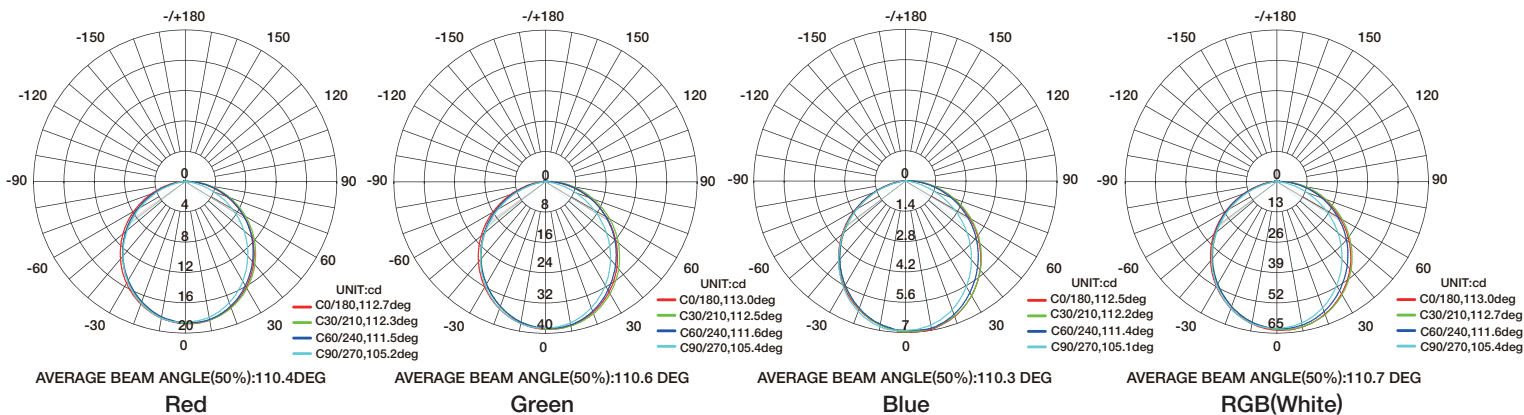 -/+180
-150
150
-120
120
-90
90
-60
60
-30
30
0
0
4
8
12
16
20
UNIT:cd
C0/180,112.7deg
C30/210,112.3deg
C60/240,111.5deg
C90/270,105.2deg
AVERAGE BEAM ANGLE(50%):110.4DEG
Red
-/+180
-150
150
-120
120
-90
90
-60
60
-30
30
0
0
8
16
24
32
40
UNIT:cd
C0/180,113.0deg
C30/210,112.5deg
C60/240,111.6deg
C90/270,105.4deg
AVERAGE BEAM ANGLE(50%):110.6 DEG
Green
-/+180
-150
150
-120
120
-90
90
-60
60
-30
30
0
0
1.4
2.8
4.2
5.6
7
UNIT:cd
C0/180,112.5deg
C30/210,112.2deg
C60/240,111.4deg
C90/270,105.1deg
AVERAGE BEAM ANGLE(50%):110.3 DEG
Blue
-/+180
-150
150
-120
120
-90
90
-60
60
-30
30
0
0
13
26
39
52
65
UNIT:cd
C0/180,113.0deg
C30/210,112.7deg
C60/240,111.6deg
C90/270,105.4deg
AVERAGE BEAM ANGLE(50%):110.7 DEG
RGB(White)